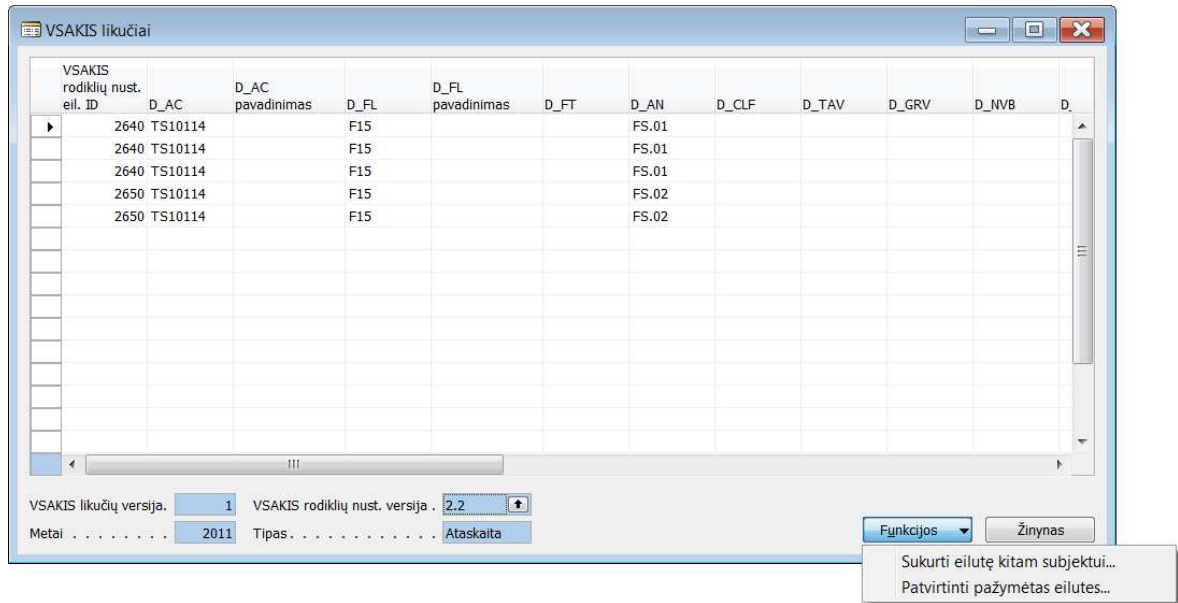 VSAKIS likučiai
VSAKIS
rodiklių nust.
eil. ID D_AC D_AC pavadinimas D_FL D_FL pavadinimas D_FT D_AN D_CLF D_TAV D_GRV D_NVB D_
2640 TS10114 F15 FS.01
2640 TS10114 F15 FS.01
2640 TS10114 F15 FS.01
2650 TS10114 F15 FS.02
2650 TS10114 F15 FS.02
VSAKIS likučių versija. 1 VSAKIS rodiklių nust. versija . 2.2
Metai . . . . . . . . 2011 Tipas. . . . . . . . . . . . . Ataskaita
Funkcijos Žinynas
Sukurti eilutę kitam subjektui...
Patvirtinti pažymėtas eilutes...